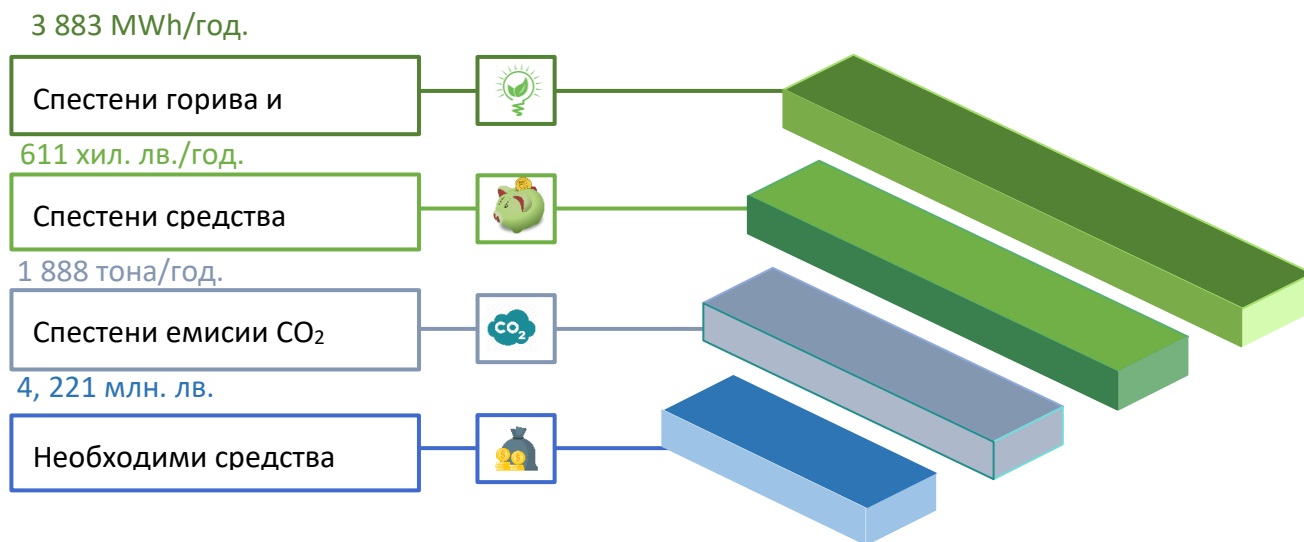 3 883 MWh/год.
Спестени горива и
611 хил. лв./год.
Спестени средства
1 888 тона/год.
Спестени емисии CO₂
CO₂
4, 221 млн. лв.
Необходими средства